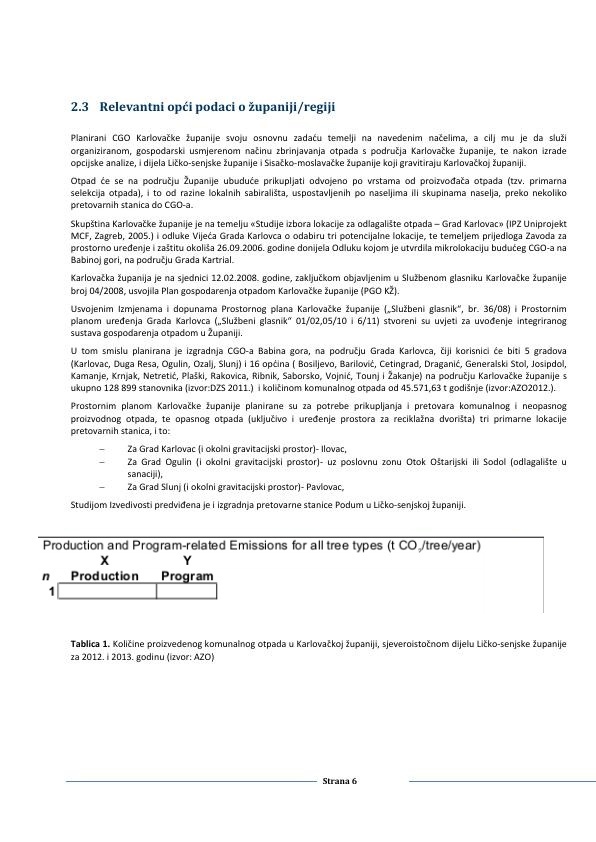 2.3 Relevantni opći podaci o županiji/regiji
Planirani CGO Karlovačke županije svoju osnovnu zadaću temelji na navedenim načelima, a cilj mu je da služi
organiziranom, gospodarski usmjerenom načinu zbrinjavanja otpada s područja Karlovačke županije, te nakon izrade
opcijske analize, i dijela Ličko-senjske županije i Sisačko-moslavačke županije koji gravitiraju Karlovačkoj županiji.
Otpad će se na području Županije ubuduće prikupljati odvojeno po vrstama od proizvođača otpada (tzv. primarna
selekcija otpada), i to od razine lokalnih sabirališta, uspostavljenih po naseljima ili skupinama naselja, preko nekoliko
pretovarnih stanica do CGO-a.
Skupština Karlovačke županije je na temelju «Studije izbora lokacije za odlagalište otpada – Grad Karlovac» (IPZ Uniprojekt
MCF, Zagreb, 2005.) i odluke Vijeća Grada Karlovca o odabiru tri potencijalne lokacije, te temeljem prijedloga Zavoda za
prostorno uređenje i zaštitu okoliša 26.09.2006. godine donijela Odluku kojom je utvrdila mikrolokaciju budućeg CGO-a na
Babinoj gori, na području Grada Kartrial.
Karlovačka županija je na sjednici 12.02.2008. godine, zaključkom objavljenim u Službenom glasniku Karlovačke županije
broj 04/2008, usvojila Plan gospodarenja otpadom Karlovačke Županije (PGO KŽ).
Usvojenim Izmjenama i dopunama Prostornog plana Karlovačke županije („Službeni glasnik“, br. 36/08) i Prostornim
planom uređenja Grada Karlovca („Službeni glasnik“ 01/02,05/10 i 6/11) stvoreni su uvjeti za uvođenje integriranog
sustava gospodarenja otpadom u Županiji.
U tom smislu planirana je izgradnja CGO-a Babina gora, na području Grada Karlovca, čiji korisnici će biti 5 gradova
(Karlovac, Duga Resa, Ogulin, Ozalj, Slunj) i 16 općina ( Bosiljevo, Barilović, Cetingrad, Draganić, Generalski Stol, Josipdol,
Kamanje, Krnjak, Netretić, Plaški, Rakovica, Ribnik, Saborsko, Vojnić, Tounj i Žakanje) na području Karlovačke županije s
ukupno 128 899 stanovnika (izvor:DZS 2011.) i količinom komunalnog otpada od 45.571,63 t godišnje (izvor:AZO2012.).
Prostornim planom Karlovačke županije planirane su za potrebe prikupljanja i pretovara komunalnog i neopasnog
proizvodnog otpada, te opasnog otpada (uključivo i uređenje prostora za reciklažna dvorišta) tri primarne lokacije
pretovarnih stanica, i to:
– Za Grad Karlovac (i okolni gravitacijski prostor)- Ilovac,
– Za Grad Ogulin (i okolni gravitacijski prostor)- uz poslovnu zonu Otok Oštarijski ili Sodol (odlagalište u
sanaciji),
– Za Grad Slunj (i okolni gravitacijski prostor)- Pavlovac,
Studijom Izvedivosti predviđena je i izgradnja pretovarne stanice Podum u Ličko-senjskoj županiji.
Production and Program-related Emissions for all tree types (t CO2/tree/year)
X Y
n Production Program
1
Tablica 1. Količine proizvedenog komunalnog otpada u Karlovačkoj županiji, sjeveroistočnom dijelu Ličko-senjske županije
za 2012. i 2013. godinu (izvor: AZO)
Strana 6